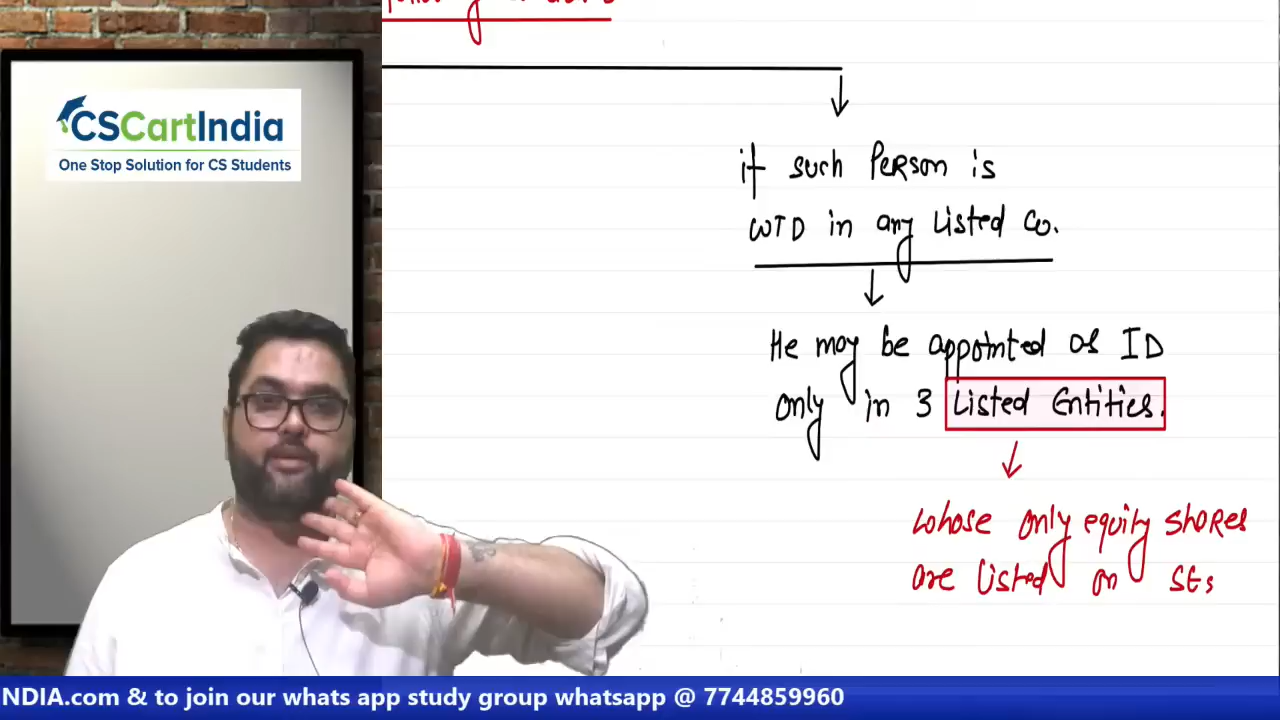 CSCartIndia
One Stop Solution for CS Students
if such Person is
WTD in any Listed Co.
He may be appointed as ID
only in 3 Listed Entities.
whose only equity shares
are listed on SEs
NDIA.com & to join our whats app study group whatsapp @ 7744859960